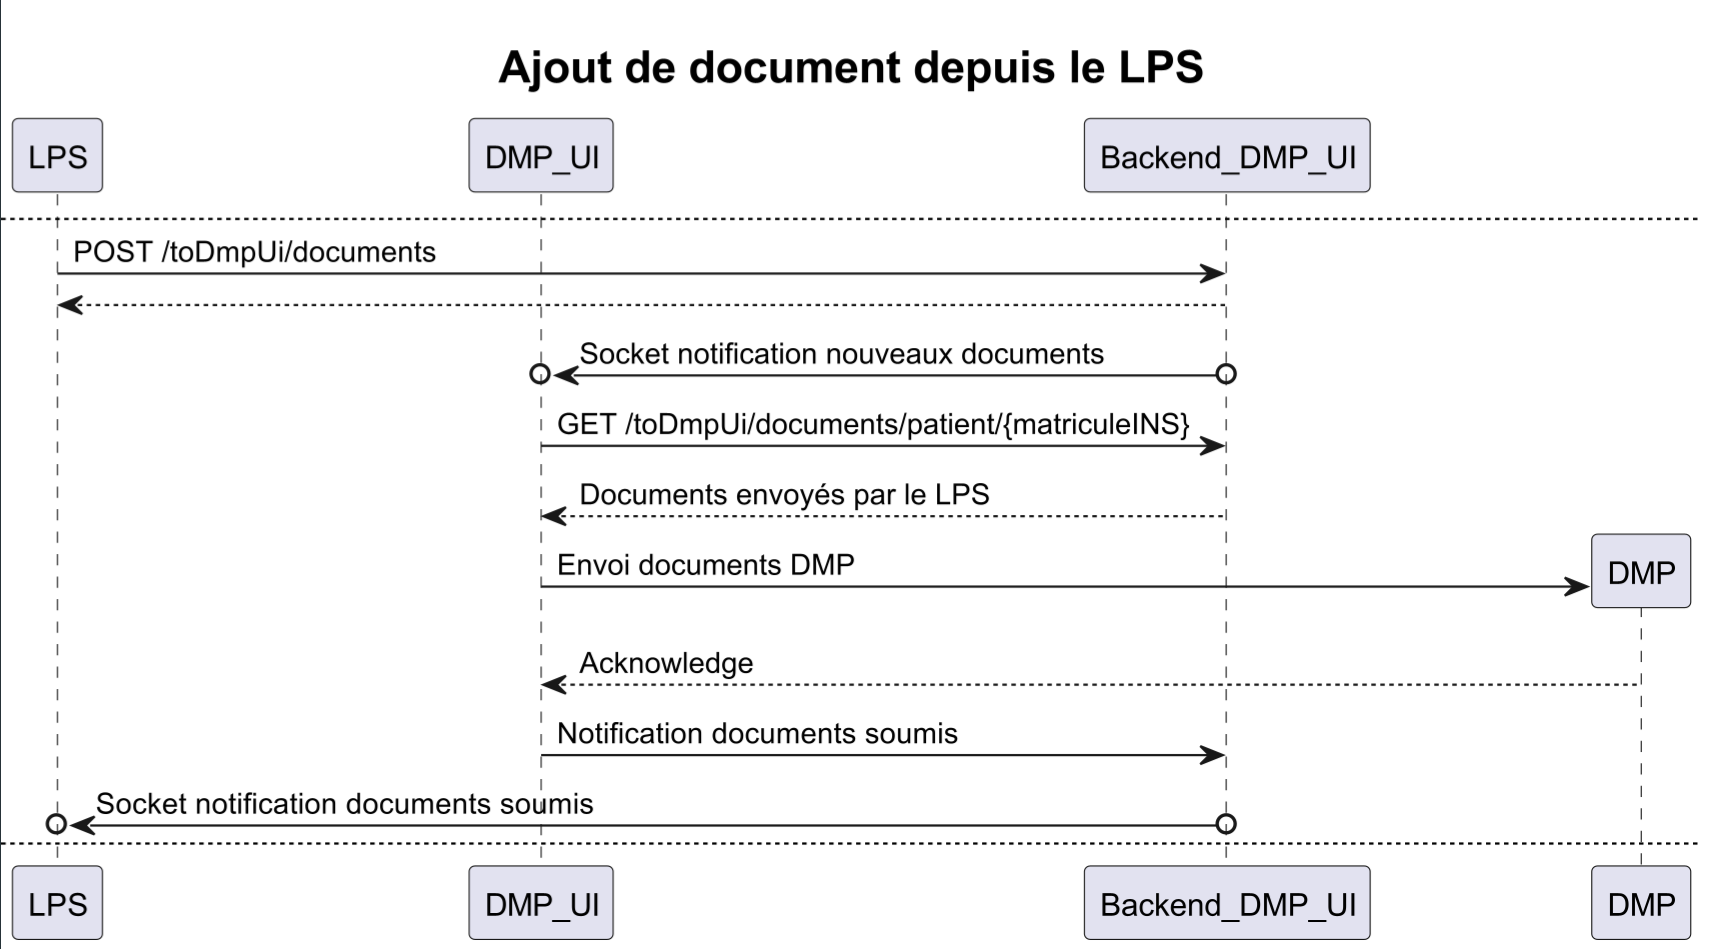 Ajout de document depuis le LPS
LPS
DMP_UI
Backend_DMP_UI
POST /toDmpUi/documents
Socket notification nouveaux documents
GET /toDmpUi/documents/patient/{matriculeINS}
Documents envoyés par le LPS
Envoi documents DMP
DMP
Acknowledge
Notification documents soumis
Socket notification documents soumis
LPS
DMP_UI
Backend_DMP_UI
DMP